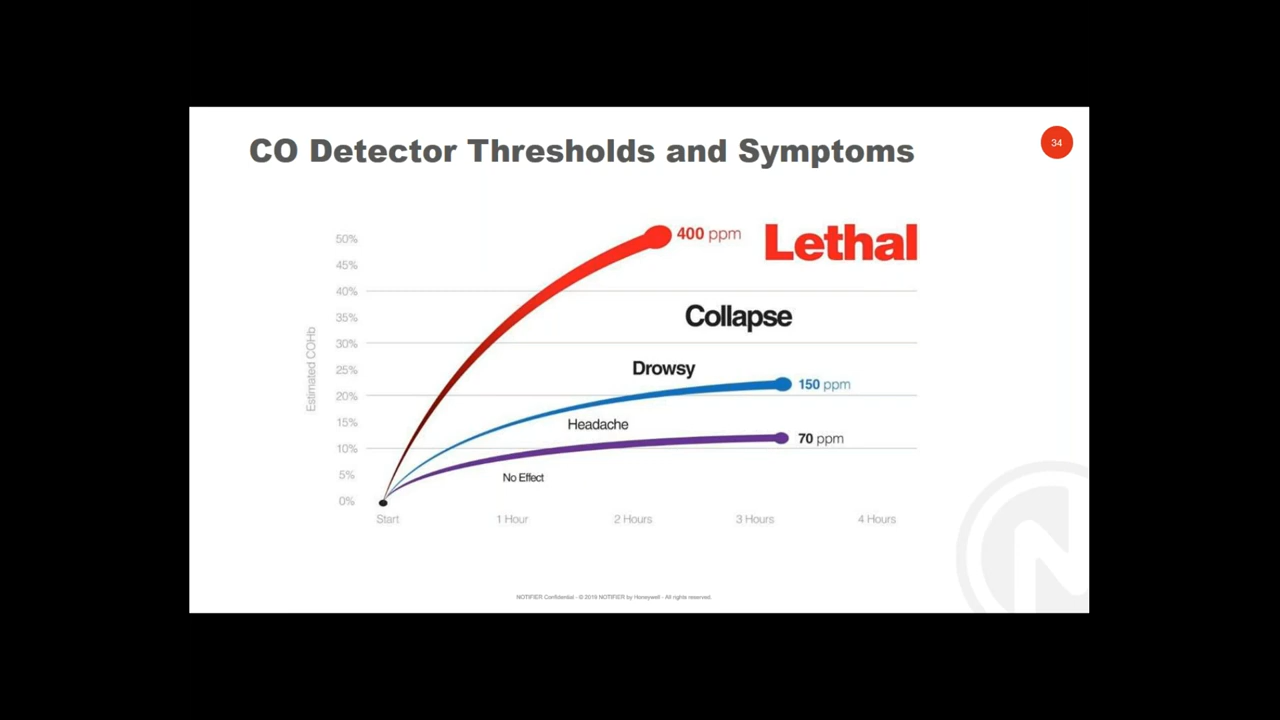 CO Detector Thresholds and Symptoms
34
400 ppm
Lethal
50%
45%
40%
35%
30%
25%
20%
15%
10%
5%
0%
Estimated COHb
Collapse
Drowsy
150 ppm
Headache
70 ppm
No Effect
Start
1 Hour
2 Hours
3 Hours
4 Hours
NOTIFIER Confidential - © 2019 NOTIFIER by Honeywell - All rights reserved.